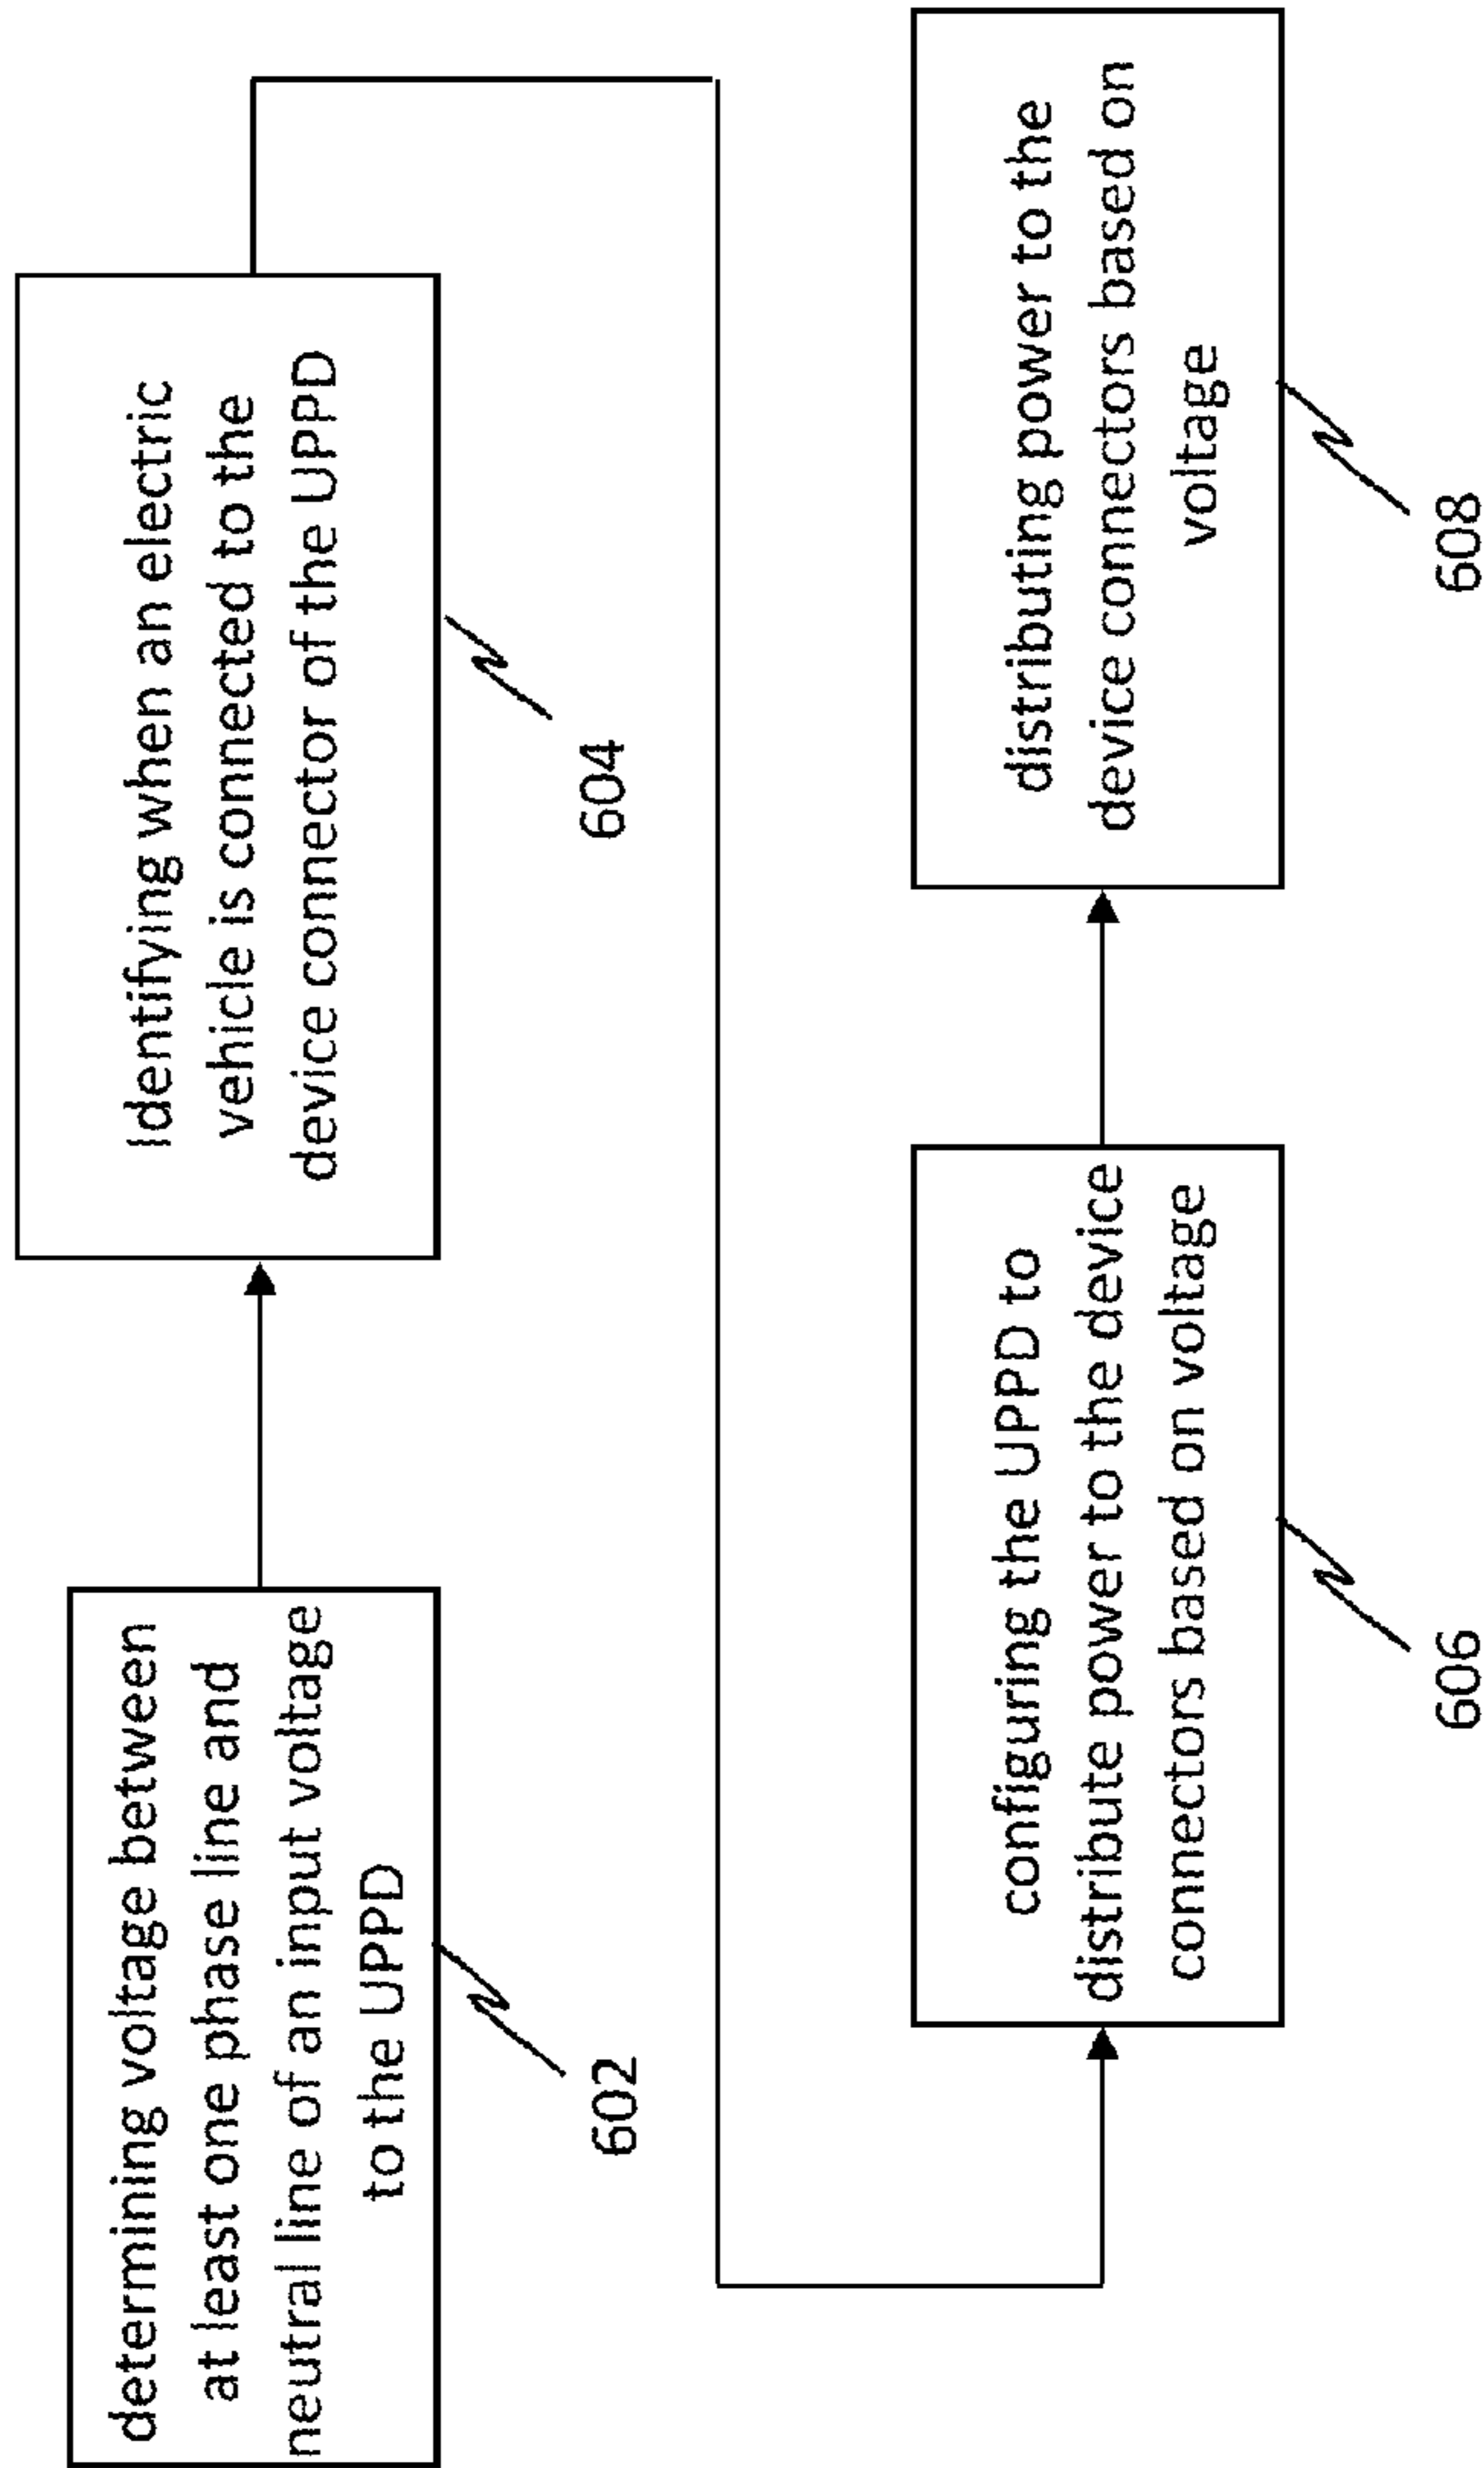 determining voltage between
at least one phase line and
neutral line of an input voltage
to the UPPD
602
Identifying when an electric
vehicle is connected to the
device connector of the UPPD
604
configuring the UPPD to
distribute power to the device
connectors based on voltage
606
distributing power to the
device connectors based on
voltage
608